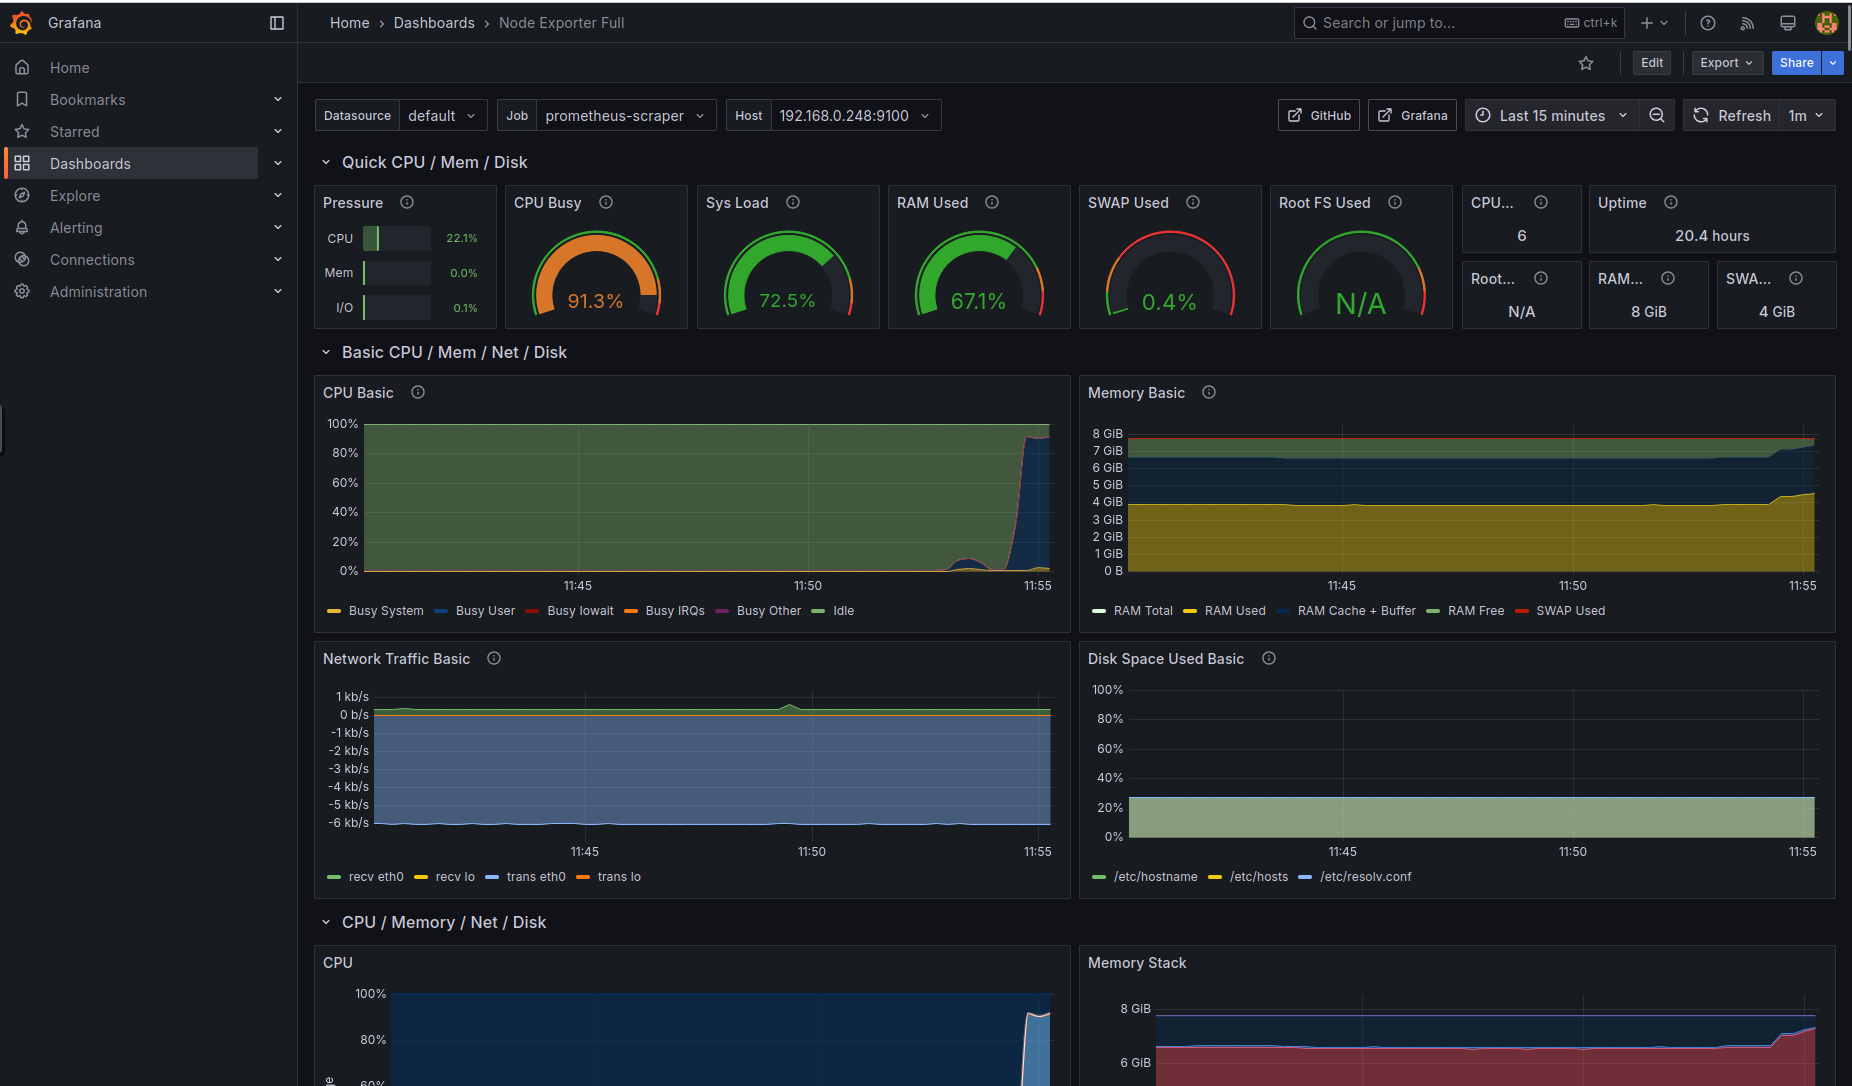 Grafana
Home › Dashboards › Node Exporter Full
Search or jump to... ctrl+k
Home
Bookmarks
Starred
Dashboards
Explore
Alerting
Connections
Administration
Edit
Export
Share
Datasource default
Job prometheus-scraper
Host 192.168.0.248:9100
GitHub
Grafana
Last 15 minutes
Refresh 1m
Quick CPU / Mem / Disk
Pressure
CPU 22.1%
Mem 0.0%
I/O 0.1%
CPU Busy
91.3%
Sys Load
72.5%
RAM Used
67.1%
SWAP Used
0.4%
Root FS Used
N/A
CPU...
6
Uptime
20.4 hours
Root...
N/A
RAM...
8 GiB
SWA...
4 GiB
Basic CPU / Mem / Net / Disk
CPU Basic
100%
80%
60%
40%
20%
0%
11:45 11:50 11:55
Busy System Busy User Busy Iowait Busy IRQs Busy Other Idle
Memory Basic
8 GiB
7 GiB
6 GiB
5 GiB
4 GiB
3 GiB
2 GiB
1 GiB
0 B
11:45 11:50 11:55
RAM Total RAM Used RAM Cache + Buffer RAM Free SWAP Used
Network Traffic Basic
1 kb/s
0 b/s
-1 kb/s
-2 kb/s
-3 kb/s
-4 kb/s
-5 kb/s
-6 kb/s
11:45 11:50 11:55
recv eth0 recv lo trans eth0 trans lo
Disk Space Used Basic
100%
80%
60%
40%
20%
0%
11:45 11:50 11:55
/etc/hostname /etc/hosts /etc/resolv.conf
CPU / Memory / Net / Disk
CPU
100%
80%
60%
Memory Stack
8 GiB
6 GiB